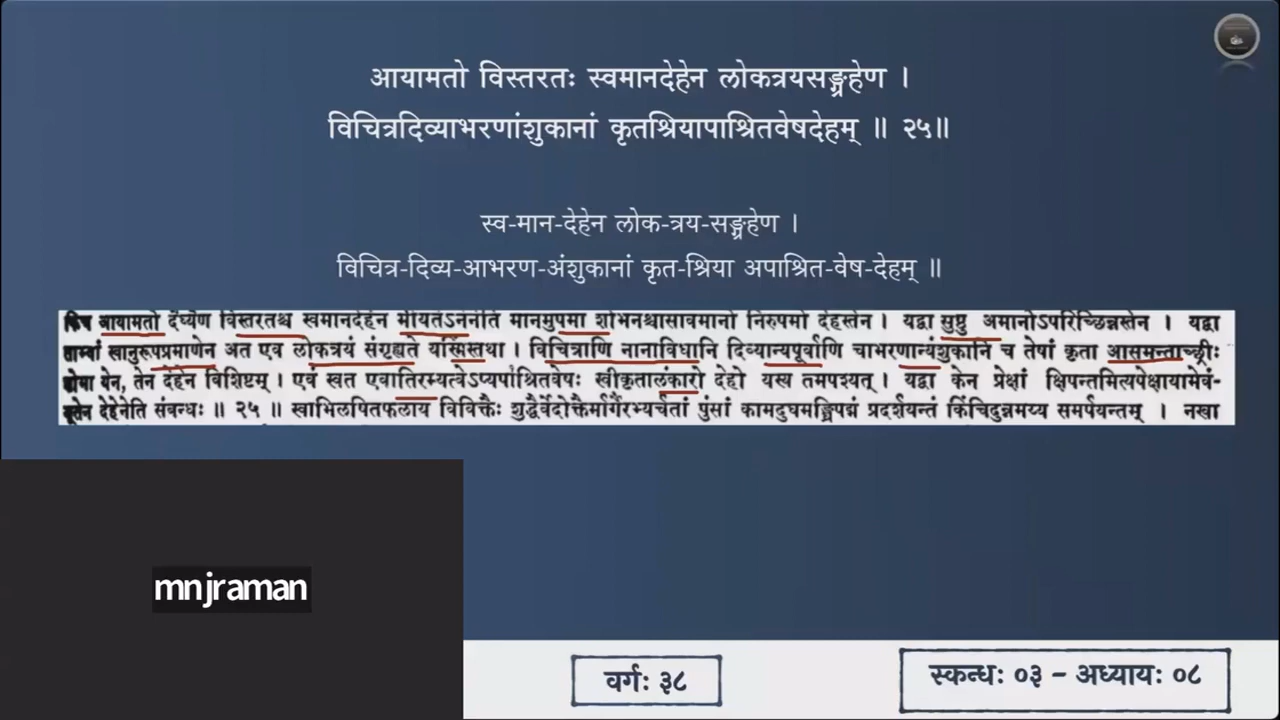 आयामतो विस्तरतः स्वमानदेहेन लोकत्रयसङ्ग्रहेण ।
विचित्रदिव्याभरणांशुकानां कृतश्रियापाश्रितवेषदेहम् ॥ २५॥
स्व-मान-देहेन लोक-त्रय-सङ्ग्रहेण ।
विचित्र-दिव्य-आभरण-अंशुकानां कृत-श्रिया अपाश्रित-वेष-देहम् ॥
किंच आयामतो दैर्घ्येण विस्तरतश्च स्वमानदेहेन मीयतेऽनेनेति मानमुपमा शोभनश्चासावमानो निरुपमो देहस्तेन । यद्वा सुष्ठु अमानोऽपरिच्छिन्नस्तेन । यद्वा
ताभ्यां स्वानुरूपप्रमाणेन अत एव लोकत्रयं संगृह्यते यस्मिंस्तथा । विचित्राणि नानाविधानि दिव्यान्यपूर्वाणि चाभरणान्यंशुकानि च तेषां कृता आसमन्ताच्छ्रीः
शोभा येन, तेन देहेन विशिष्टम् । एवं स्वत एवातिरम्यत्वेऽप्यपाश्रितवेषः स्वीकृतालंकारो देहो यस्य तमपश्यत् । यद्वा केन प्रेक्षां क्षिपन्तमित्यपेक्षायामेवं-
भूतेन देहेनेति संबन्धः ॥ २५ ॥ स्वाभिलषितफलाय विविक्तैः शुद्धैर्वेदोक्तैर्मार्गैरभ्यर्चतां पुंसां कामदुघमङ्घ्रिपद्मं प्रदर्शयन्तं किंचिदुन्नमय्य समर्पयन्तम् । नखा
mnjraman
वर्गः ३८
स्कन्धः ०३ - अध्यायः ०८